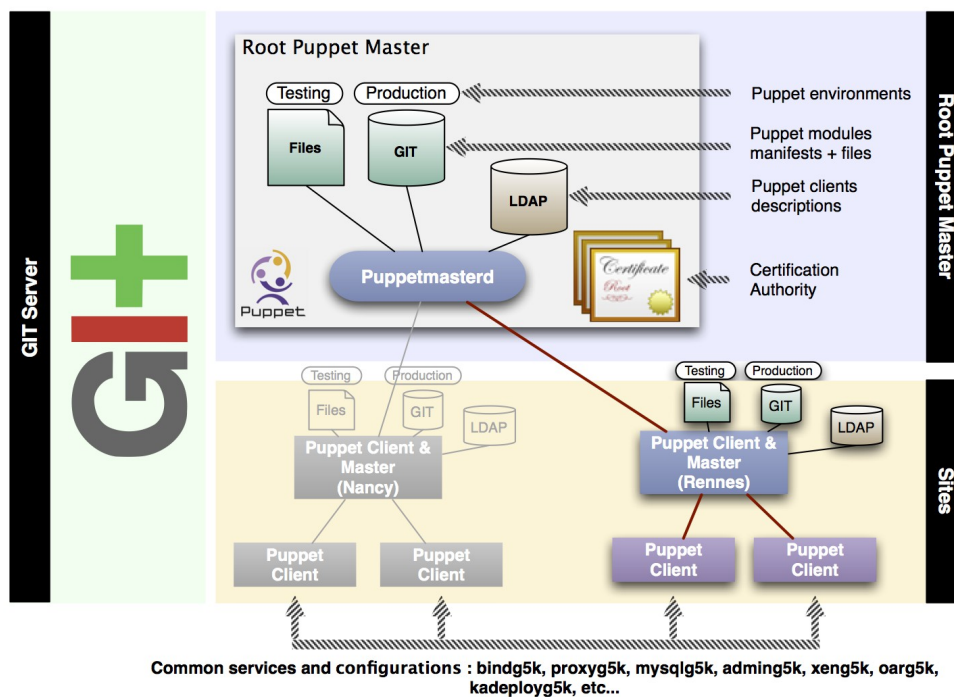 GIT Server
GIt
Root Puppet Master
Testing
Production
Files
GIT
LDAP
Puppetmasterd
Puppet
Certificate
Root
Puppet environments
Puppet modules
manifests + files
Puppet clients
descriptions
Certification
Authority
Root Puppet Master
Testing
Production
Files
GIT
LDAP
Puppet Client &
Master
(Nancy)
Puppet
Client
Puppet
Client
Testing
Production
Files
GIT
LDAP
Puppet Client &
Master
(Rennes)
Puppet
Client
Puppet
Client
Sites
Common services and configurations : bindg5k, proxyg5k, mysqlg5k, adming5k, xeng5k, oarg5k,
kadeployg5k, etc...